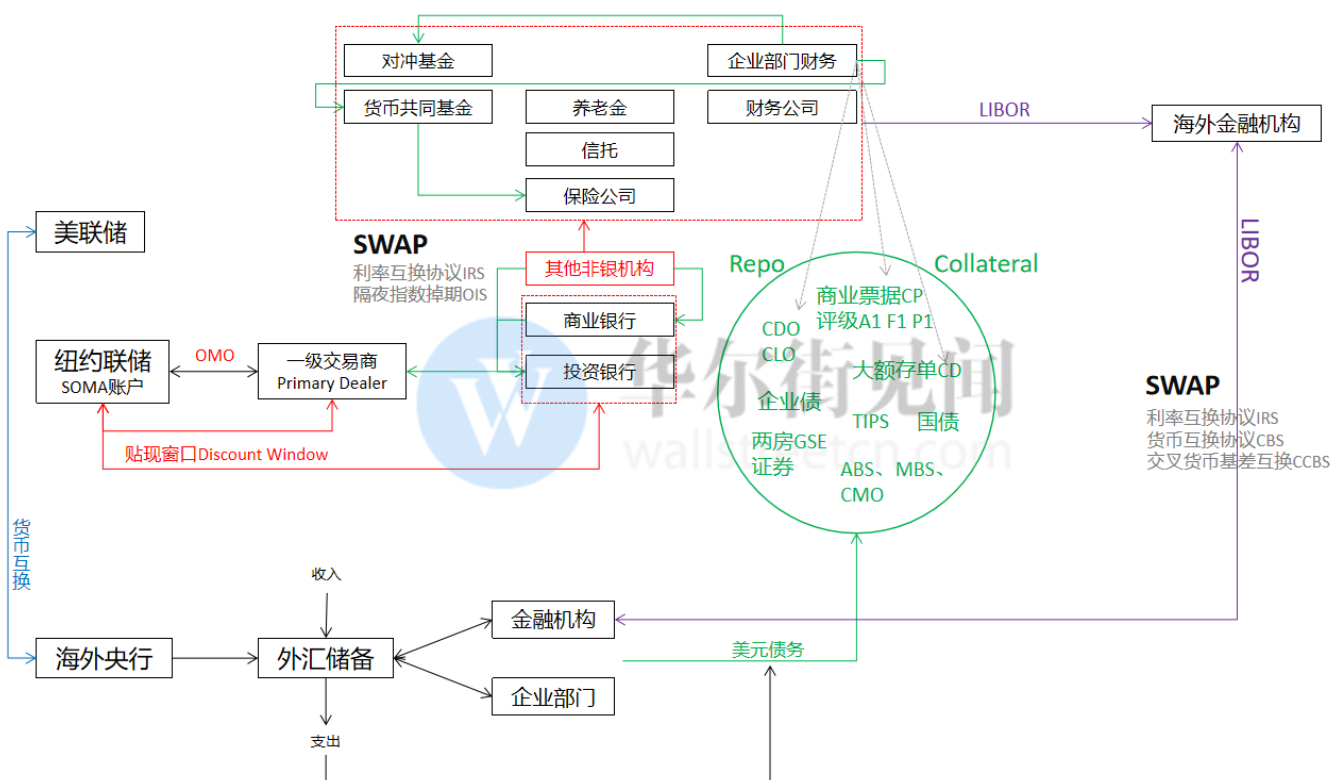 对冲基金
企业部门财务
货币共同基金
养老金
财务公司
信托
保险公司
LIBOR
海外金融机构
美联储
SWAP
利率互换协议IRS
隔夜指数掉期OIS
其他非银机构
商业银行
投资银行
纽约联储
SOMA账户
OMO
一级交易商
Primary Dealer
贴现窗口Discount Window
Repo
Collateral
商业票据CP
评级A1 F1 P1
CDO
CLO
大额存单CD
企业债
TIPS
国债
两房GSE
证券
ABS、MBS、
CMO
华尔街见闻
wallstreetcn.com
LIBOR
SWAP
利率互换协议IRS
货币互换协议CBS
交叉货币基差互换CCBS
货币互换
收入
海外央行
外汇储备
金融机构
企业部门
美元债务
支出